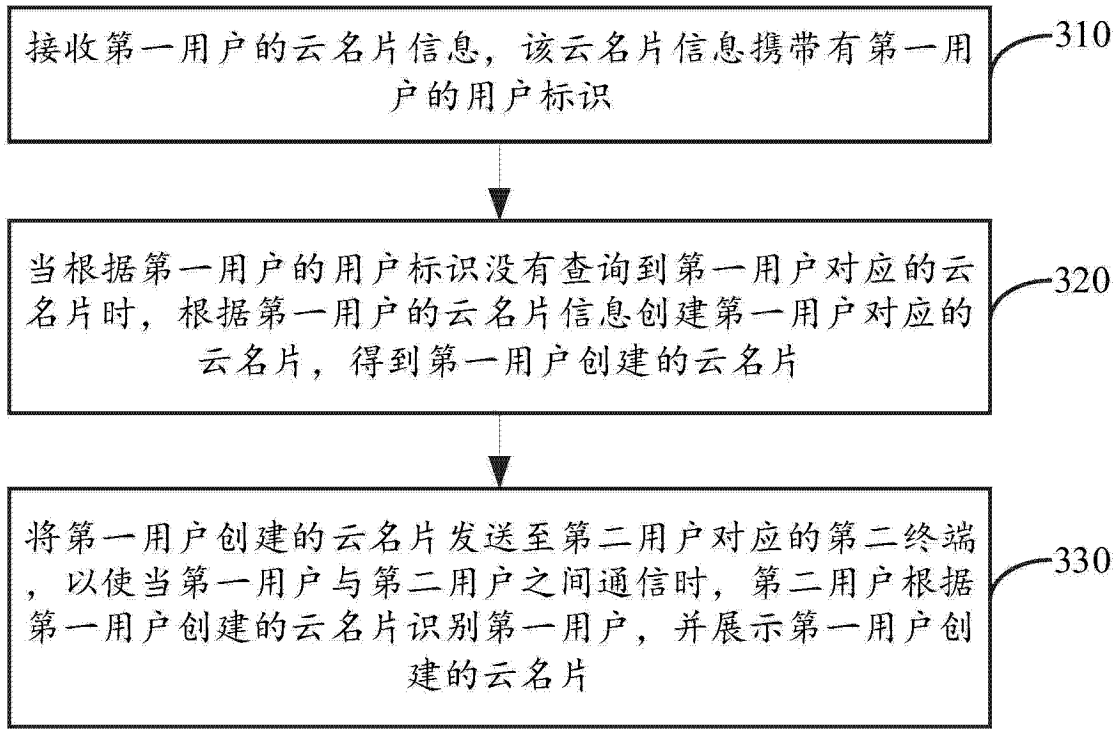 接收第一用户的云名片信息，该云名片信息携带有第一用
户的用户标识
310
当根据第一用户的用户标识没有查询到第一用户对应的云
名片时，根据第一用户的云名片信息创建第一用户对应的
云名片，得到第一用户创建的云名片
320
将第一用户创建的云名片发送至第二用户对应的第二终端
，以使当第一用户与第二用户之间通信时，第二用户根据
第一用户创建的云名片识别第一用户，并展示第一用户创
建的云名片
330